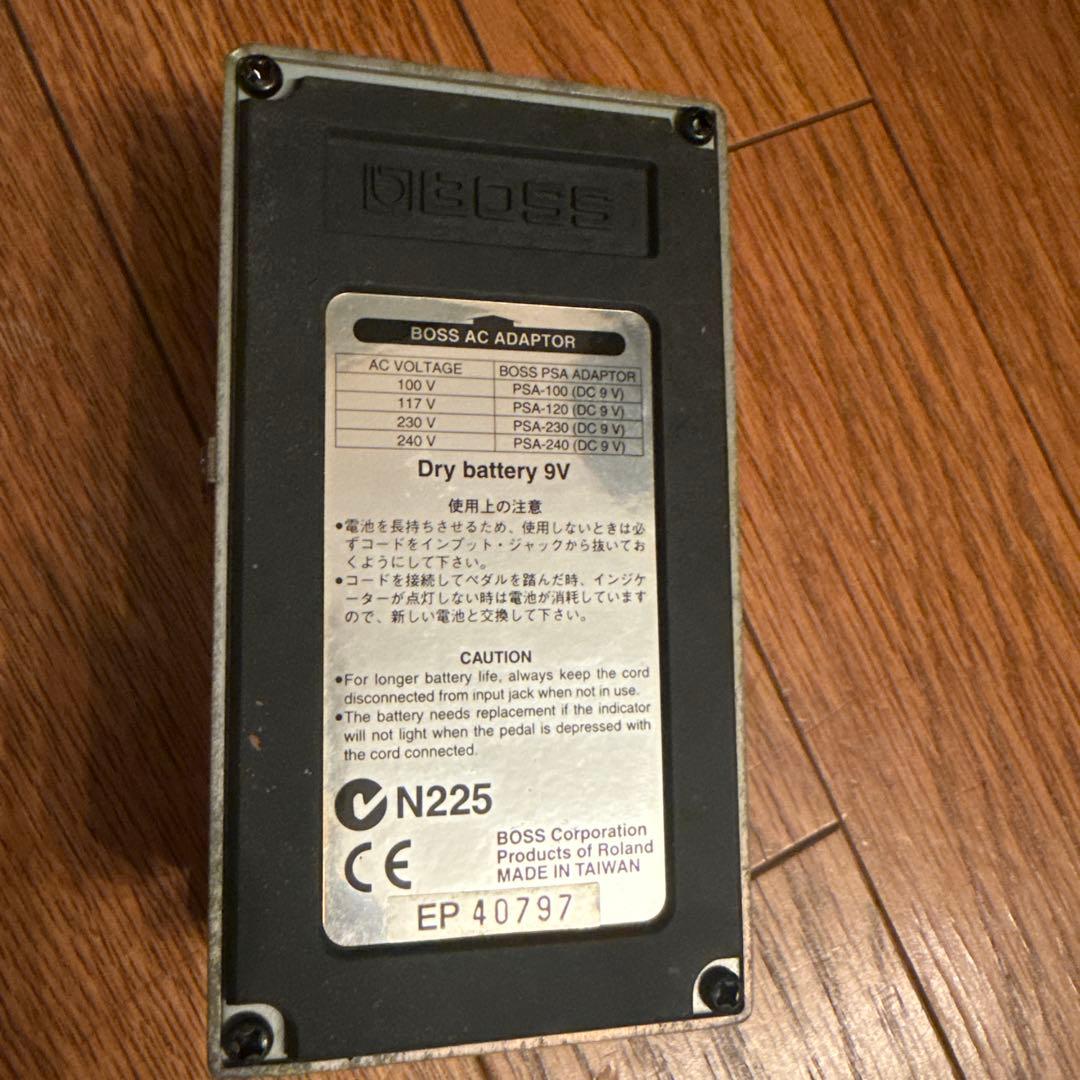 BOSS
BOSS AC ADAPTOR
AC VOLTAGE BOSS PSA ADAPTOR
100 V PSA-100 (DC 9 V)
117 V PSA-120 (DC 9 V)
230 V PSA-230 (DC 9 V)
240 V PSA-240 (DC 9 V)
Dry battery 9V
使用上の注意
●電池を長持ちさせるため、使用しないときは必
ずコードをインプット・ジャックから抜いてお
くようにして下さい。
●コードを接続してペダルを踏んだ時、インジケ
ーターが点灯しない時は電池が消耗しています
ので、新しい電池と交換して下さい。
CAUTION
●For longer battery life, always keep the cord
disconnected from input jack when not in use.
●The battery needs replacement if the indicator
will not light when the pedal is depressed with
the cord connected.
N225
CE
BOSS Corporation
Products of Roland
MADE IN TAIWAN
EP 40797